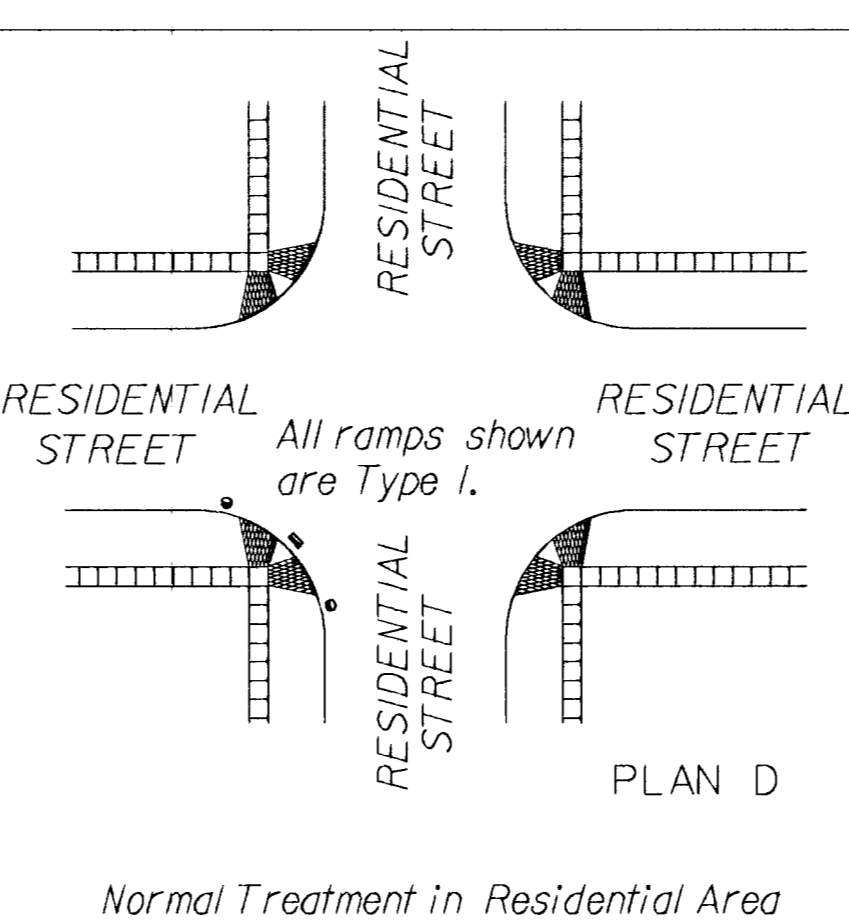 RESIDENTIAL
STREET
RESIDENTIAL
STREET
RESIDENTIAL
STREET
All ramps shown
are Type I.
RESIDENTIAL
STREET
PLAN D
Normal Treatment in Residential Area